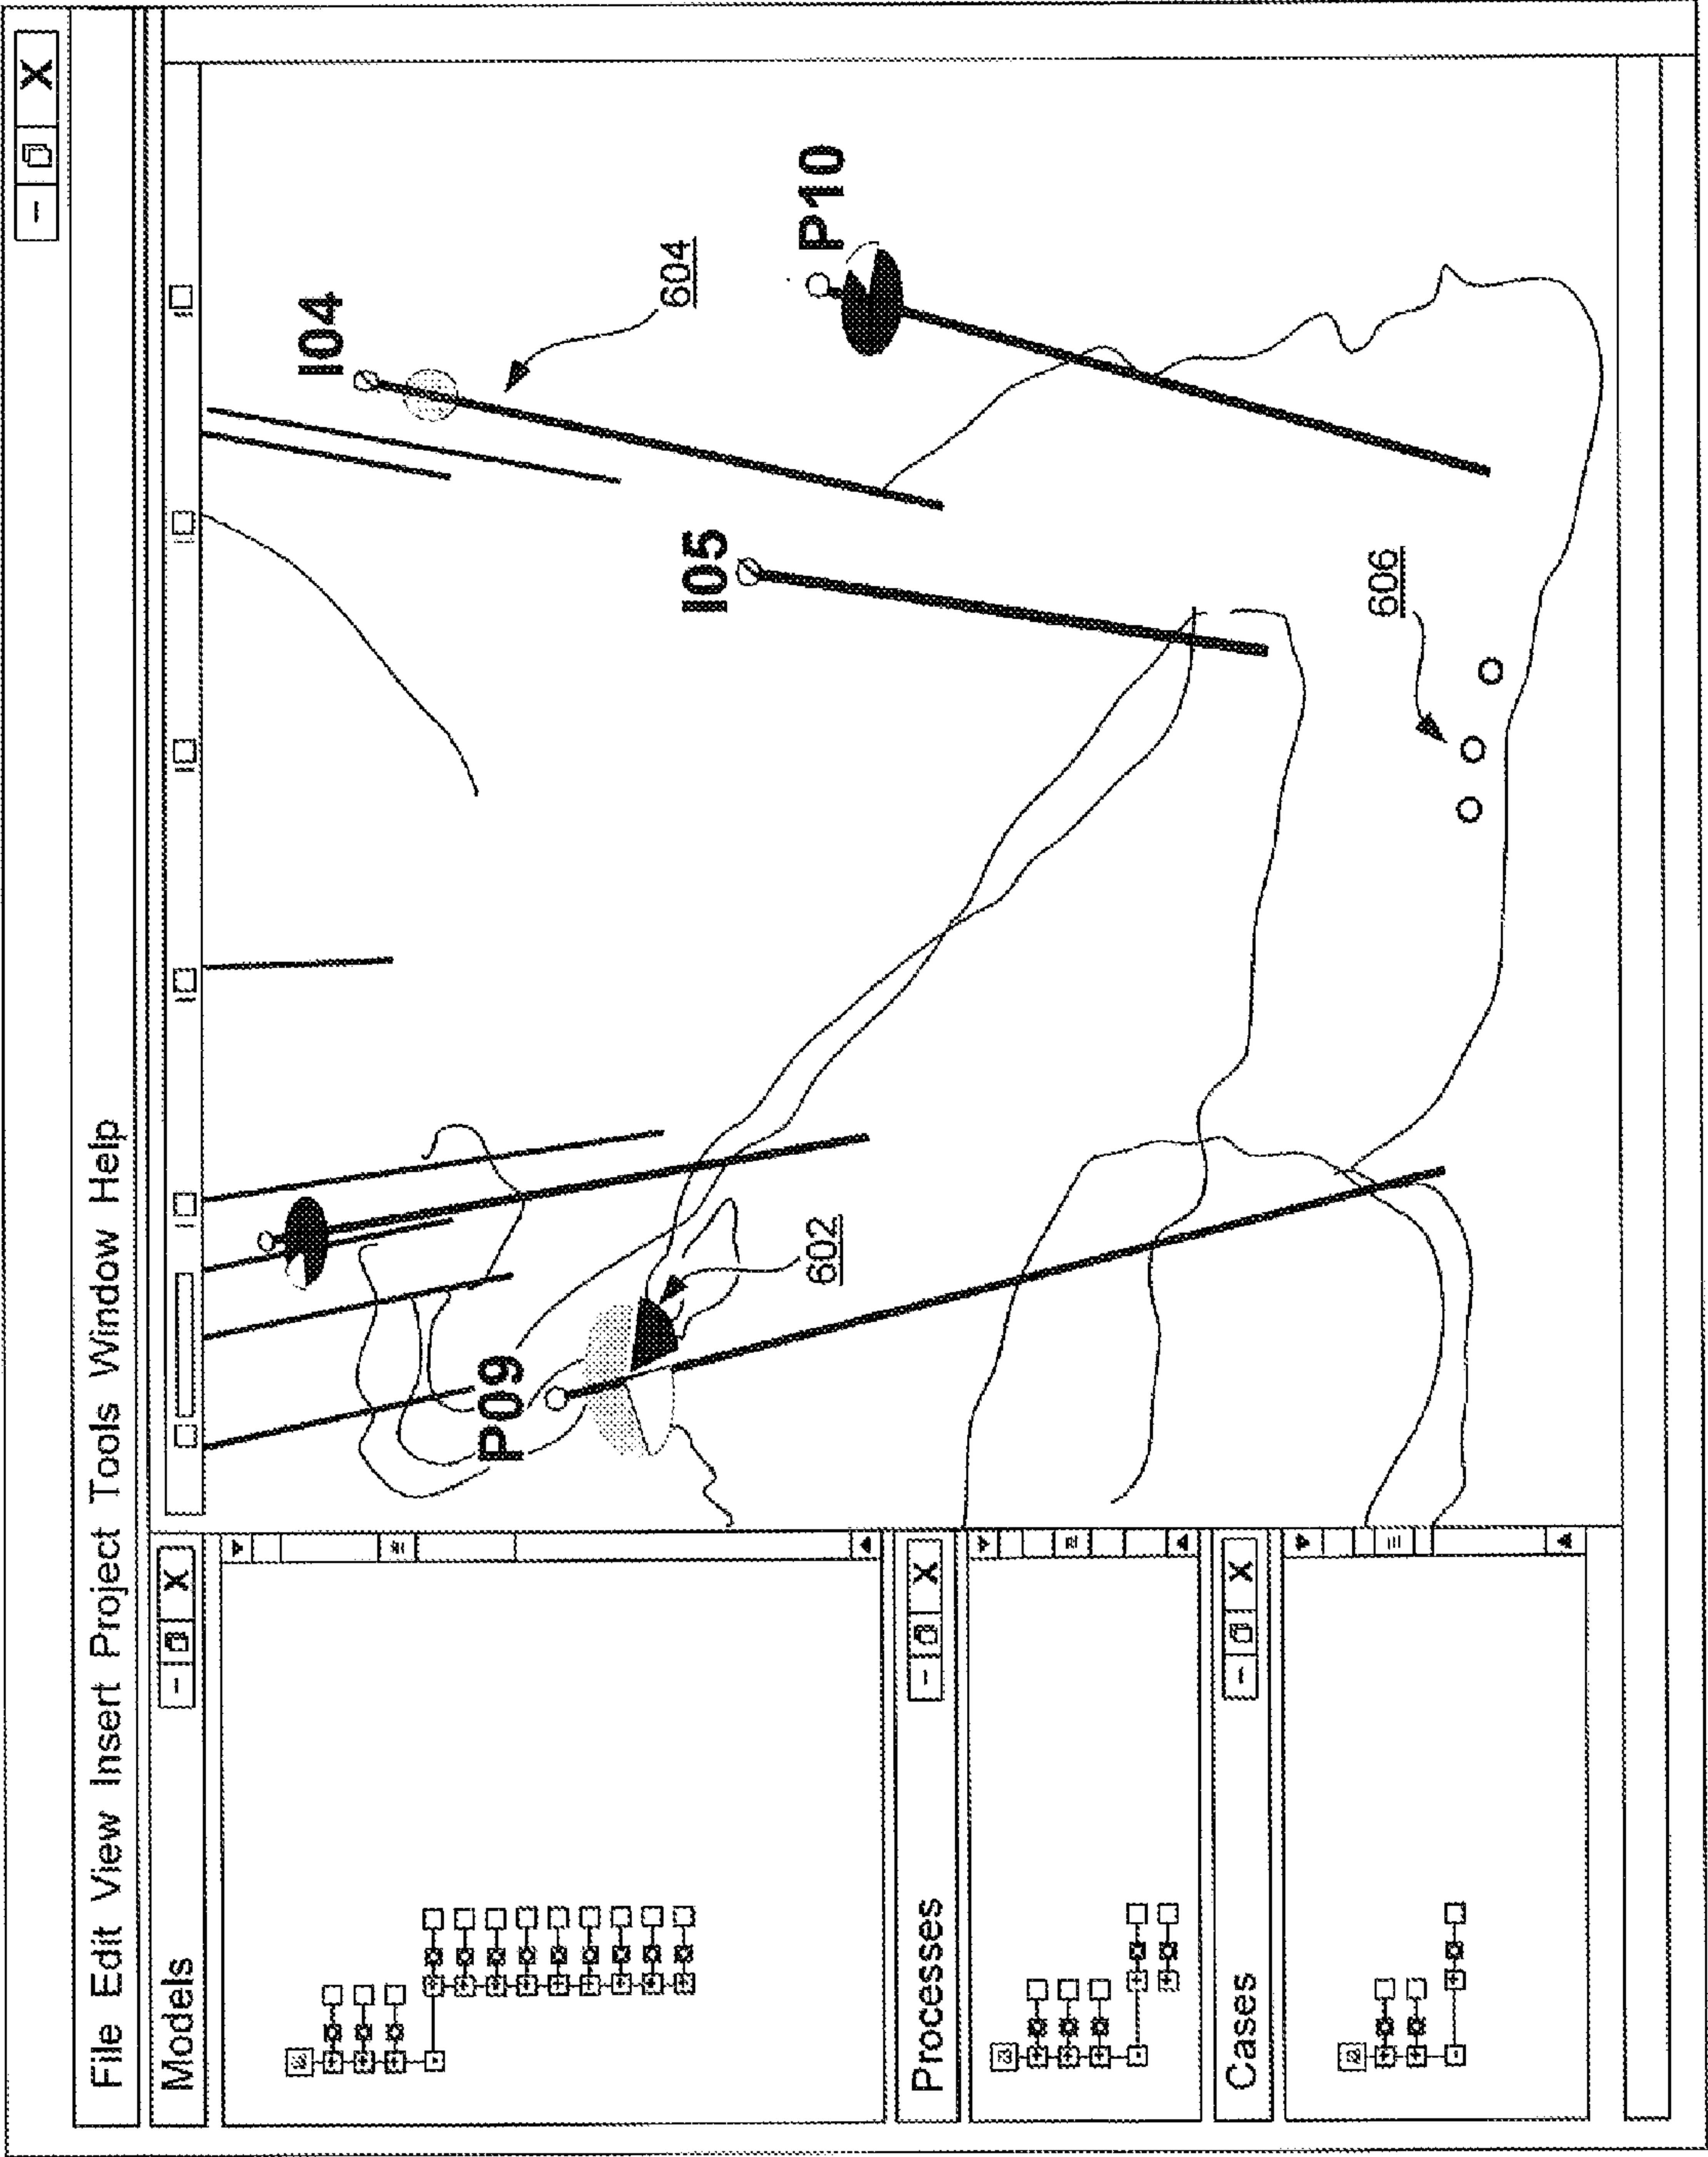 File Edit View Insert Project Tools Window Help
Models
Processes
Cases
P09
602
I04
604
I05
P10
606